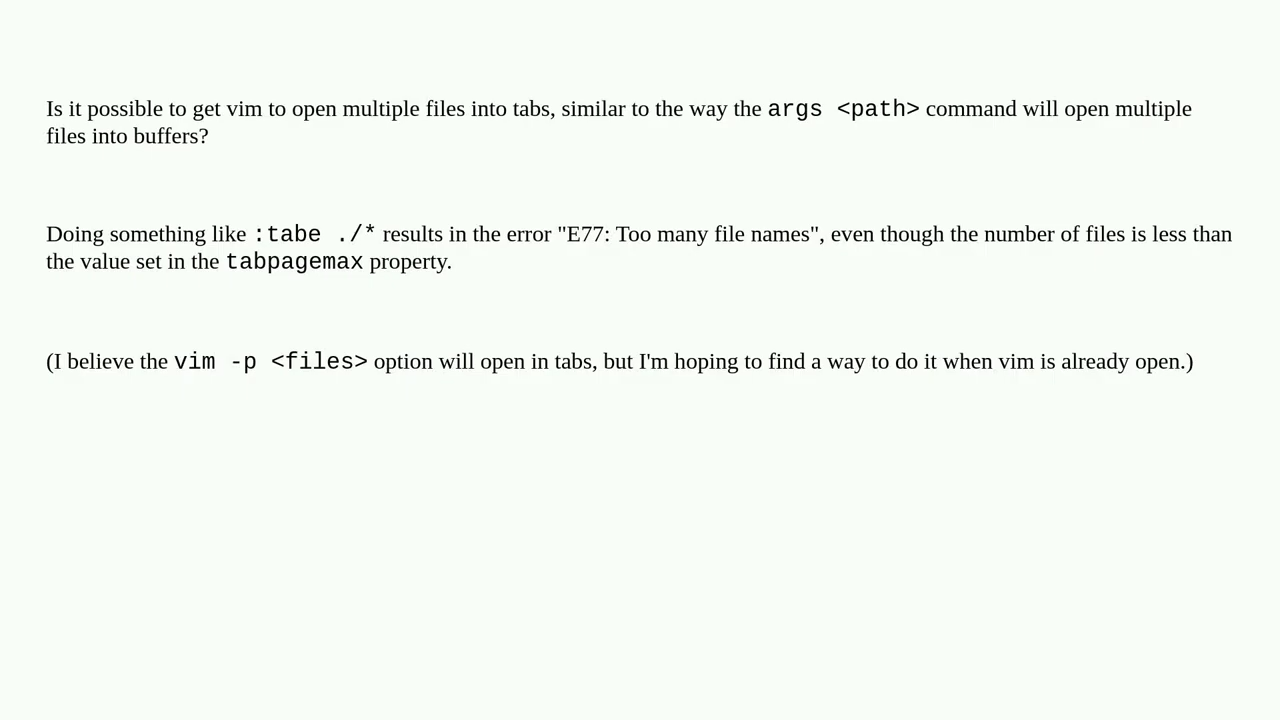 Is it possible to get vim to open multiple files into tabs, similar to the way the args <path> command will open multiple
files into buffers?
Doing something like :tabe ./* results in the error "E77: Too many file names", even though the number of files is less than
the value set in the tabpagemax property.
(I believe the vim -p <files> option will open in tabs, but I'm hoping to find a way to do it when vim is already open.)